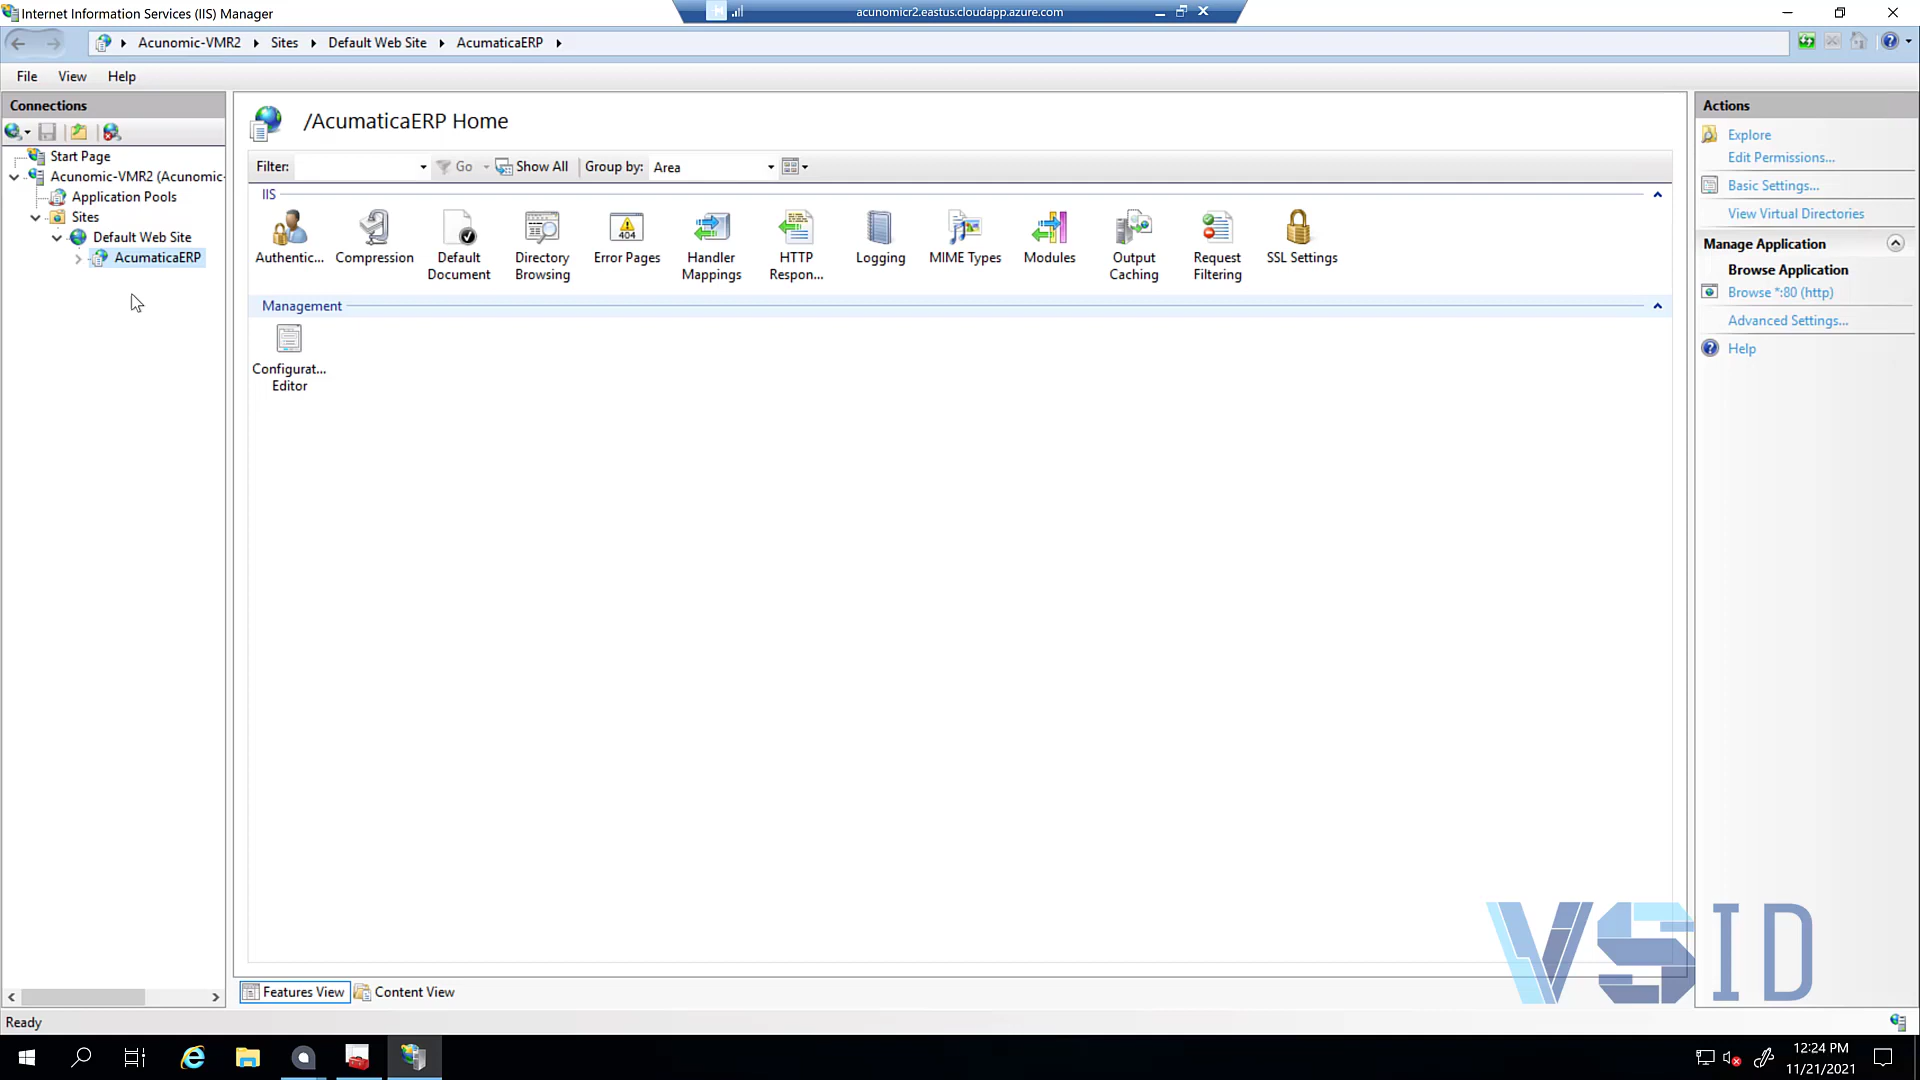 Internet Information Services (IIS) Manager
acunomicr2.eastus.cloudapp.azure.com
Acunomic-VMR2
Sites
Default Web Site
AcumaticaERP
File
View
Help
Connections
Start Page
Acunomic-VMR2 (Acunomic-
Application Pools
Sites
Default Web Site
AcumaticaERP
/AcumaticaERP Home
Filter:
Go
Show All
Group by:
Area
IIS
Authentic...
Compression
Default
Document
Directory
Browsing
404
Error Pages
Handler
Mappings
HTTP
Respon...
Logging
MIME Types
Modules
Output
Caching
Request
Filtering
SSL Settings
Management
Configurat...
Editor
Features View
Content View
Actions
Explore
Edit Permissions...
Basic Settings...
View Virtual Directories
Manage Application
Browse Application
Browse *:80 (http)
Advanced Settings...
Help
VSID
Ready
12:24 PM
11/21/2021